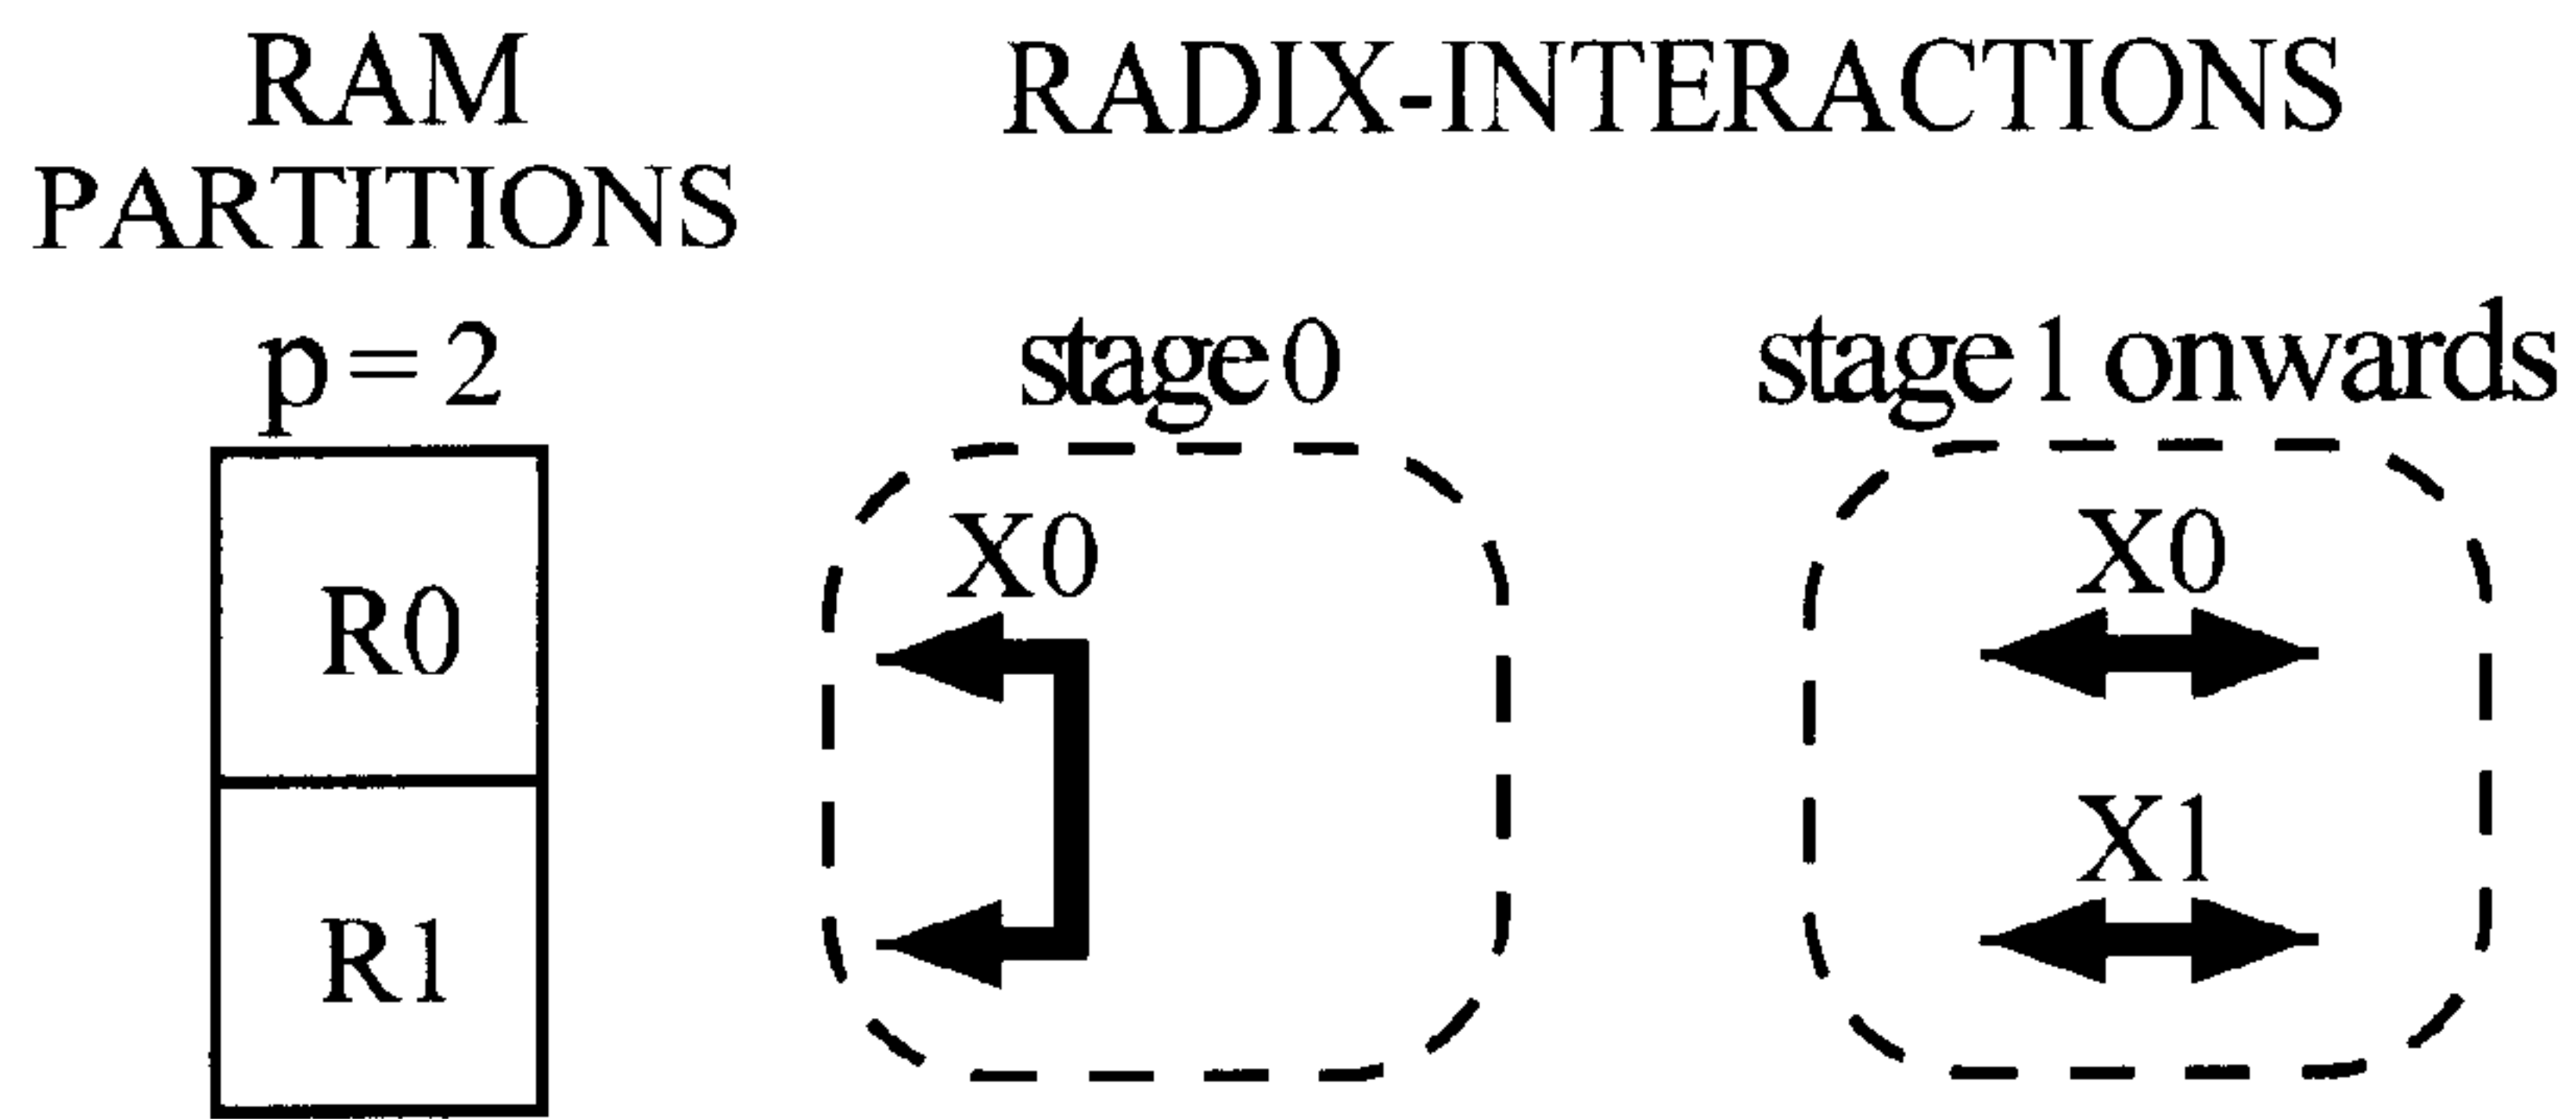 RAM
PARTITIONS
RADIX-INTERACTIONS
p = 2
stage 0
stage 1 onwards
R0
R1
X0
X0
X1